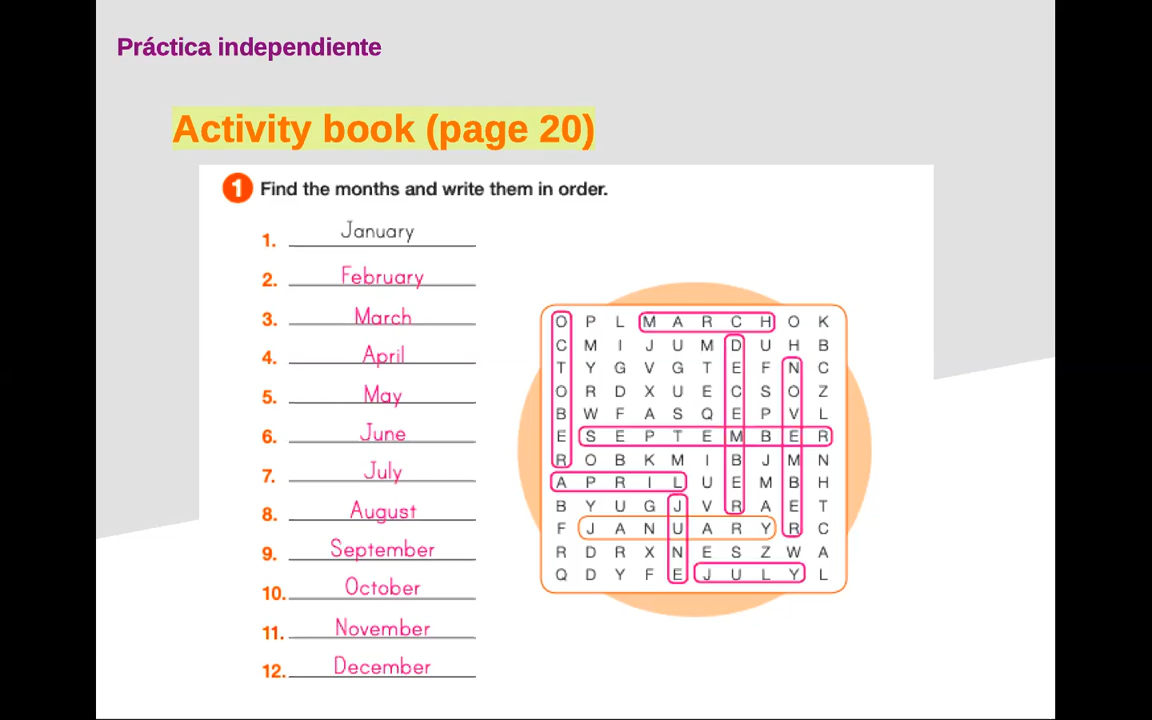 Práctica independiente
Activity book (page 20)
1 Find the months and write them in order.
1. January
2. February
3. March
4. April
5. May
6. June
7. July
8. August
9. September
10. October
11. November
12. December
O P L M A R C H O K
C M I J U M D U H B
T Y G V G T E F N C
O R D X U E C S O Z
B W F A S Q E P V L
E S E P T E M B E R
R O B K M I B J M N
A P R I L U E M B H
B Y U G J V R A E T
F J A N U A R Y R C
R D R X N E S Z W A
Q D Y F E J U L Y L